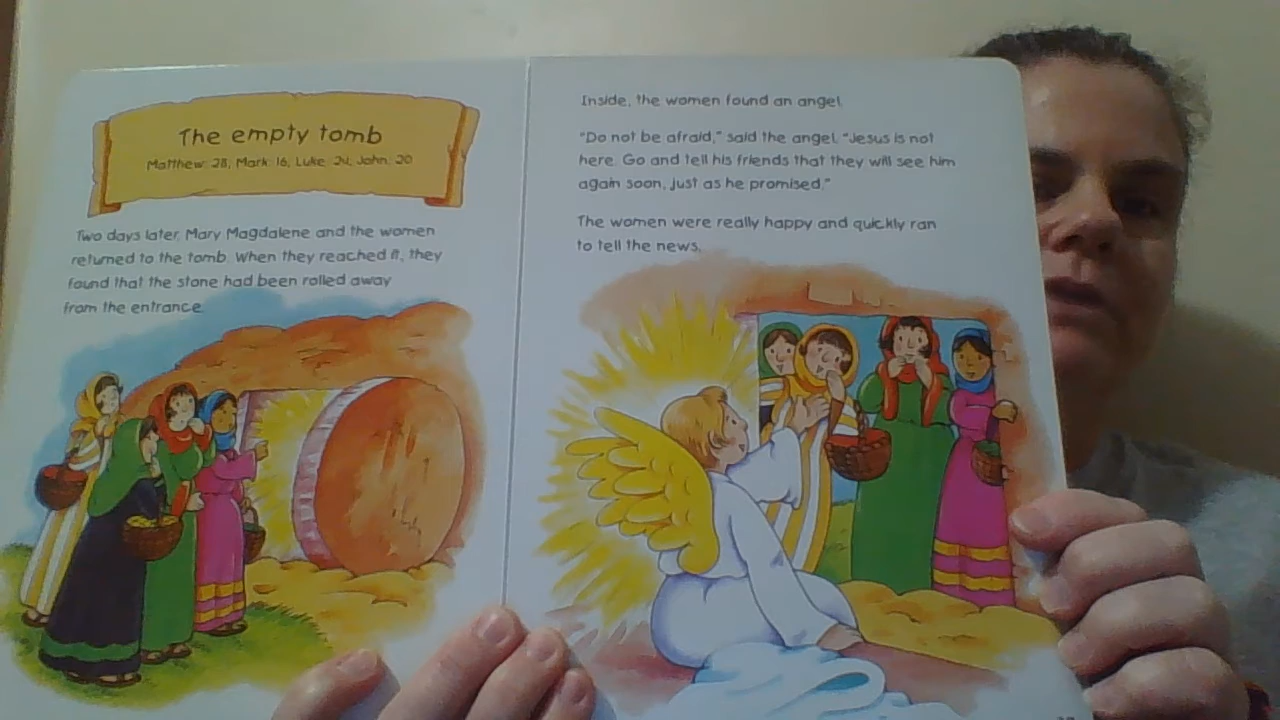 The empty tomb
Matthew: 28, Mark: 16, Luke: 24, John: 20
Two days later, Mary Magdalene and the women
returned to the tomb. When they reached it, they
found that the stone had been rolled away
from the entrance.
Inside, the women found an angel.
"Do not be afraid," said the angel. "Jesus is not
here. Go and tell his friends that they will see him
again soon, just as he promised."
The women were really happy and quickly ran
to tell the news.